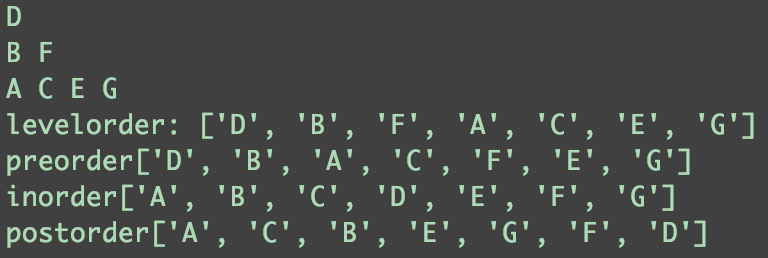 D
B F
A C E G
levelorder: ['D', 'B', 'F', 'A', 'C', 'E', 'G']
preorder['D', 'B', 'A', 'C', 'F', 'E', 'G']
inorder['A', 'B', 'C', 'D', 'E', 'F', 'G']
postorder['A', 'C', 'B', 'E', 'G', 'F', 'D']